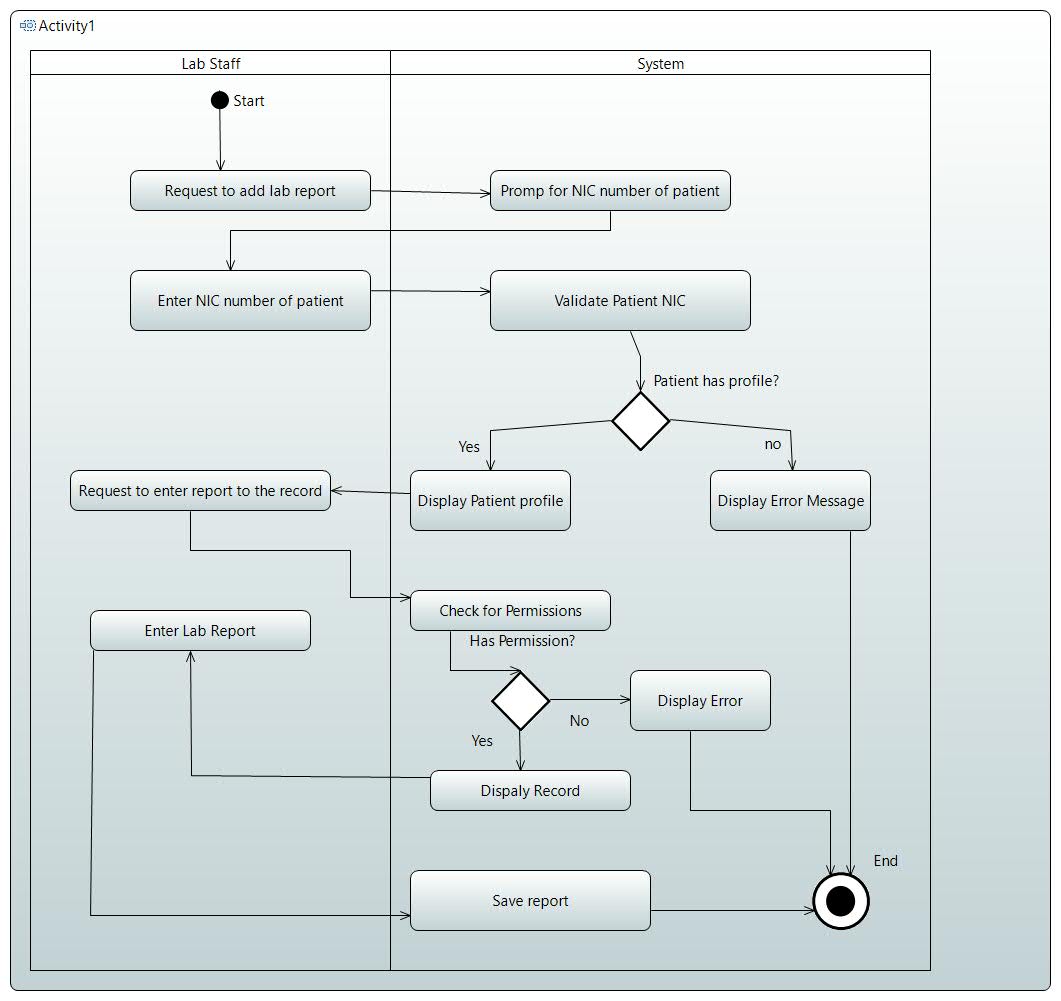 Activity1
Lab Staff
System
Start
Request to add lab report
Promp for NIC number of patient
Enter NIC number of patient
Validate Patient NIC
Patient has profile?
Yes
no
Request to enter report to the record
Display Patient profile
Display Error Message
Check for Permissions
Enter Lab Report
Has Permission?
Display Error
No
Yes
Dispaly Record
End
Save report